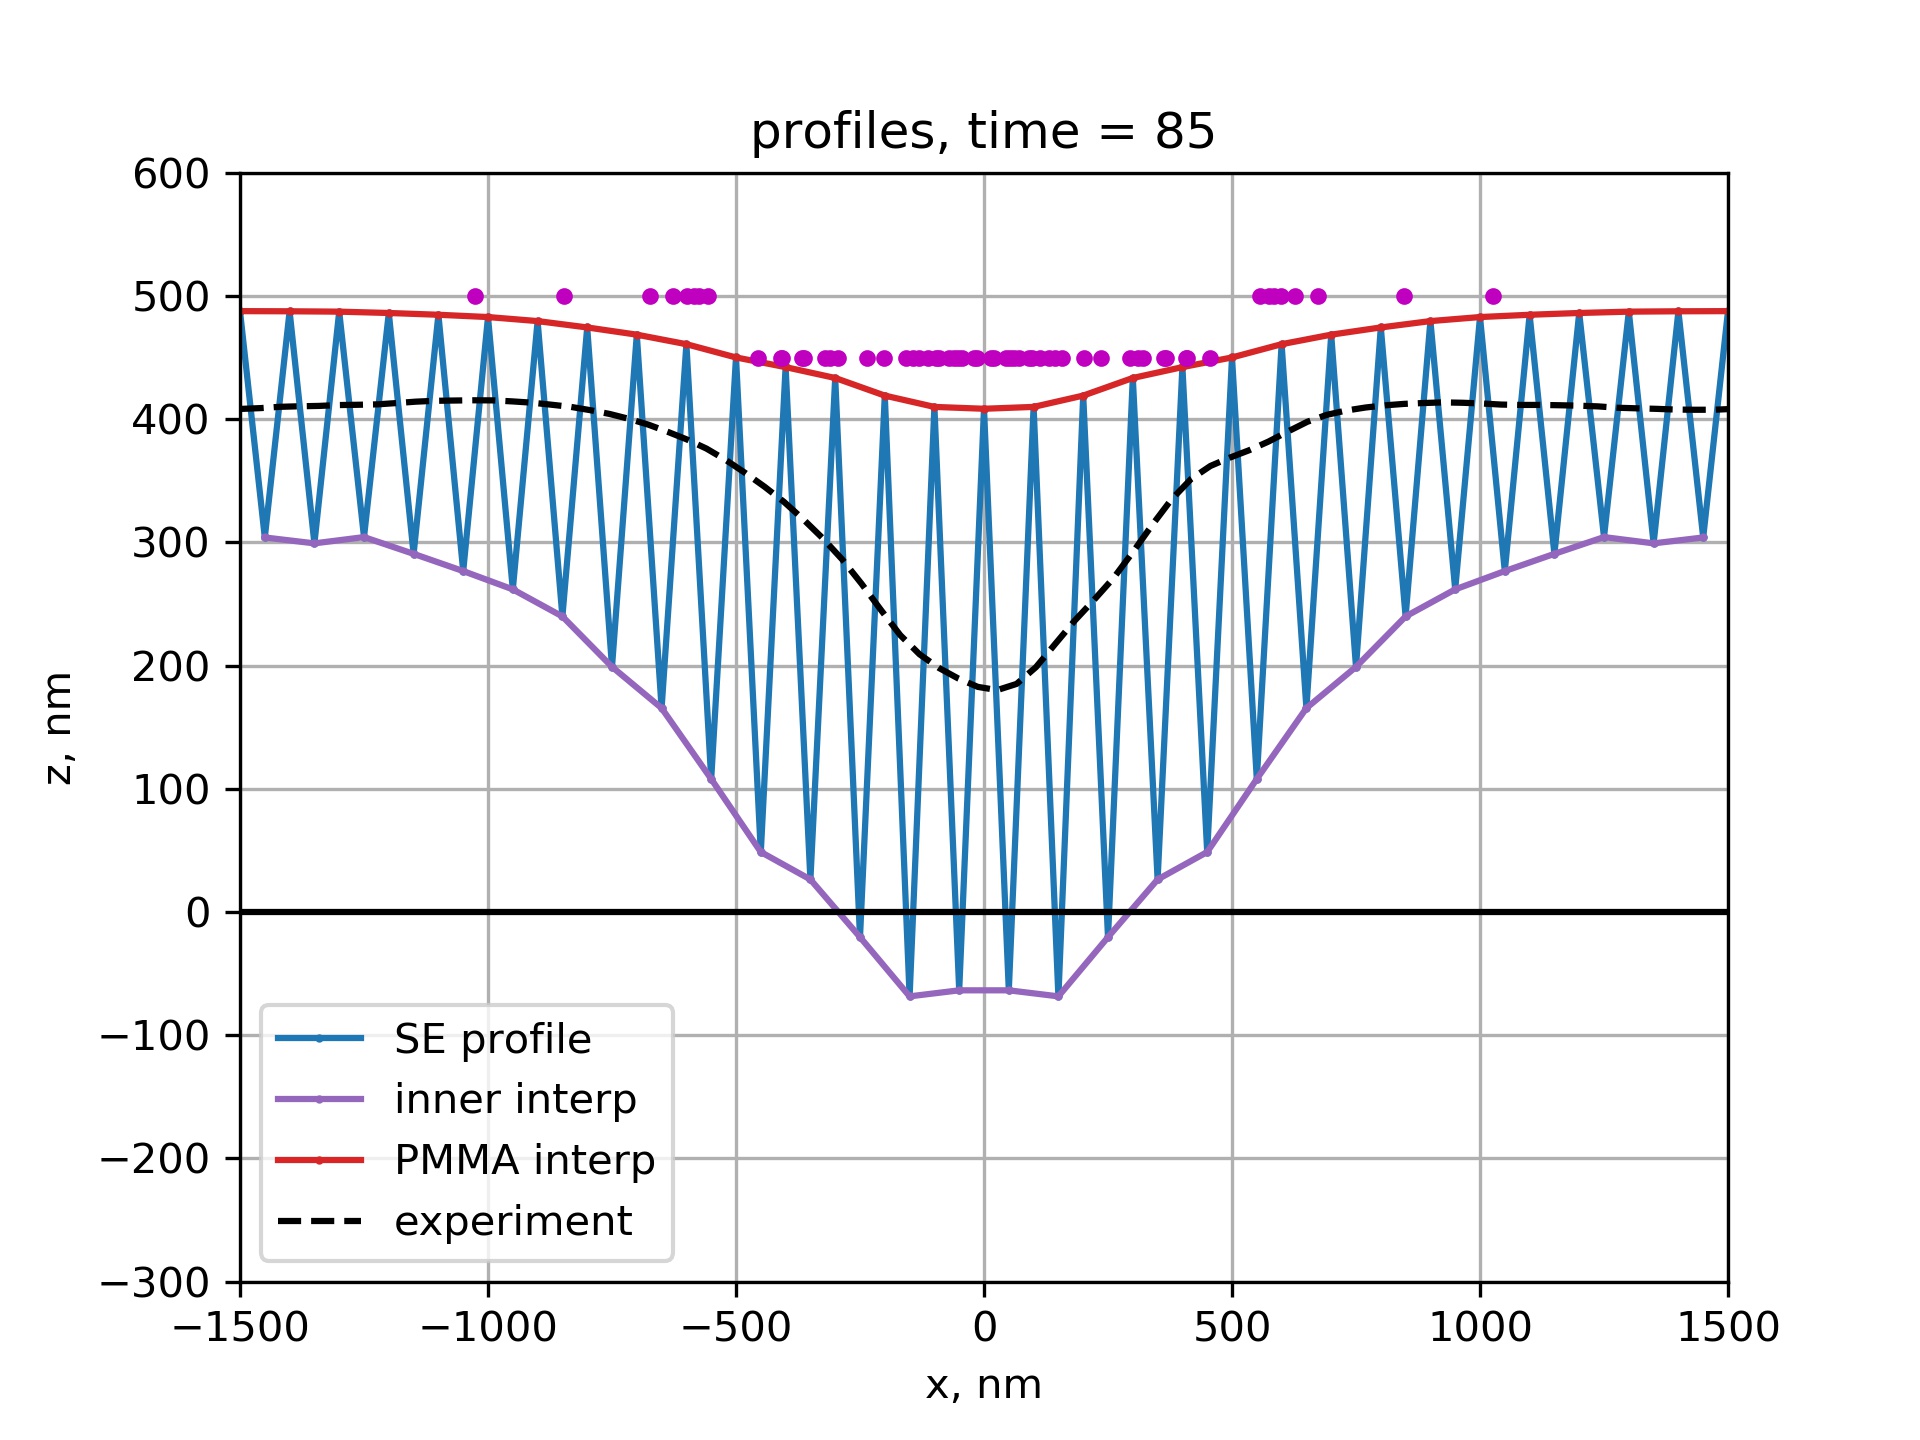 profiles, time = 85
600
500
400
300
200
100
0
−100
−200
−300
z, nm
SE profile
inner interp
PMMA interp
experiment
−1500 −1000 −500 0 500 1000 1500
x, nm